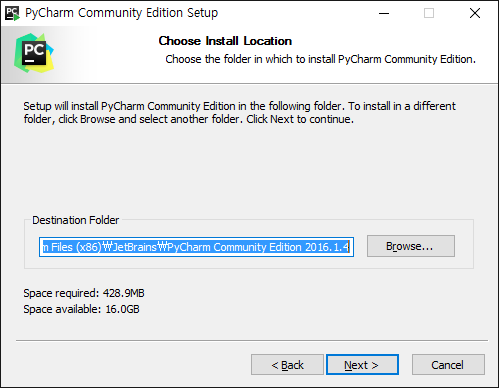 PyCharm Community Edition Setup
PC
Choose Install Location
Choose the folder in which to install PyCharm Community Edition.
Setup will install PyCharm Community Edition in the following folder. To install in a different
folder, click Browse and select another folder. Click Next to continue.
Destination Folder
m Files (x86)₩JetBrains₩PyCharm Community Edition 2016.1.4
Browse...
Space required: 428.9MB
Space available: 16.0GB
< Back
Next >
Cancel